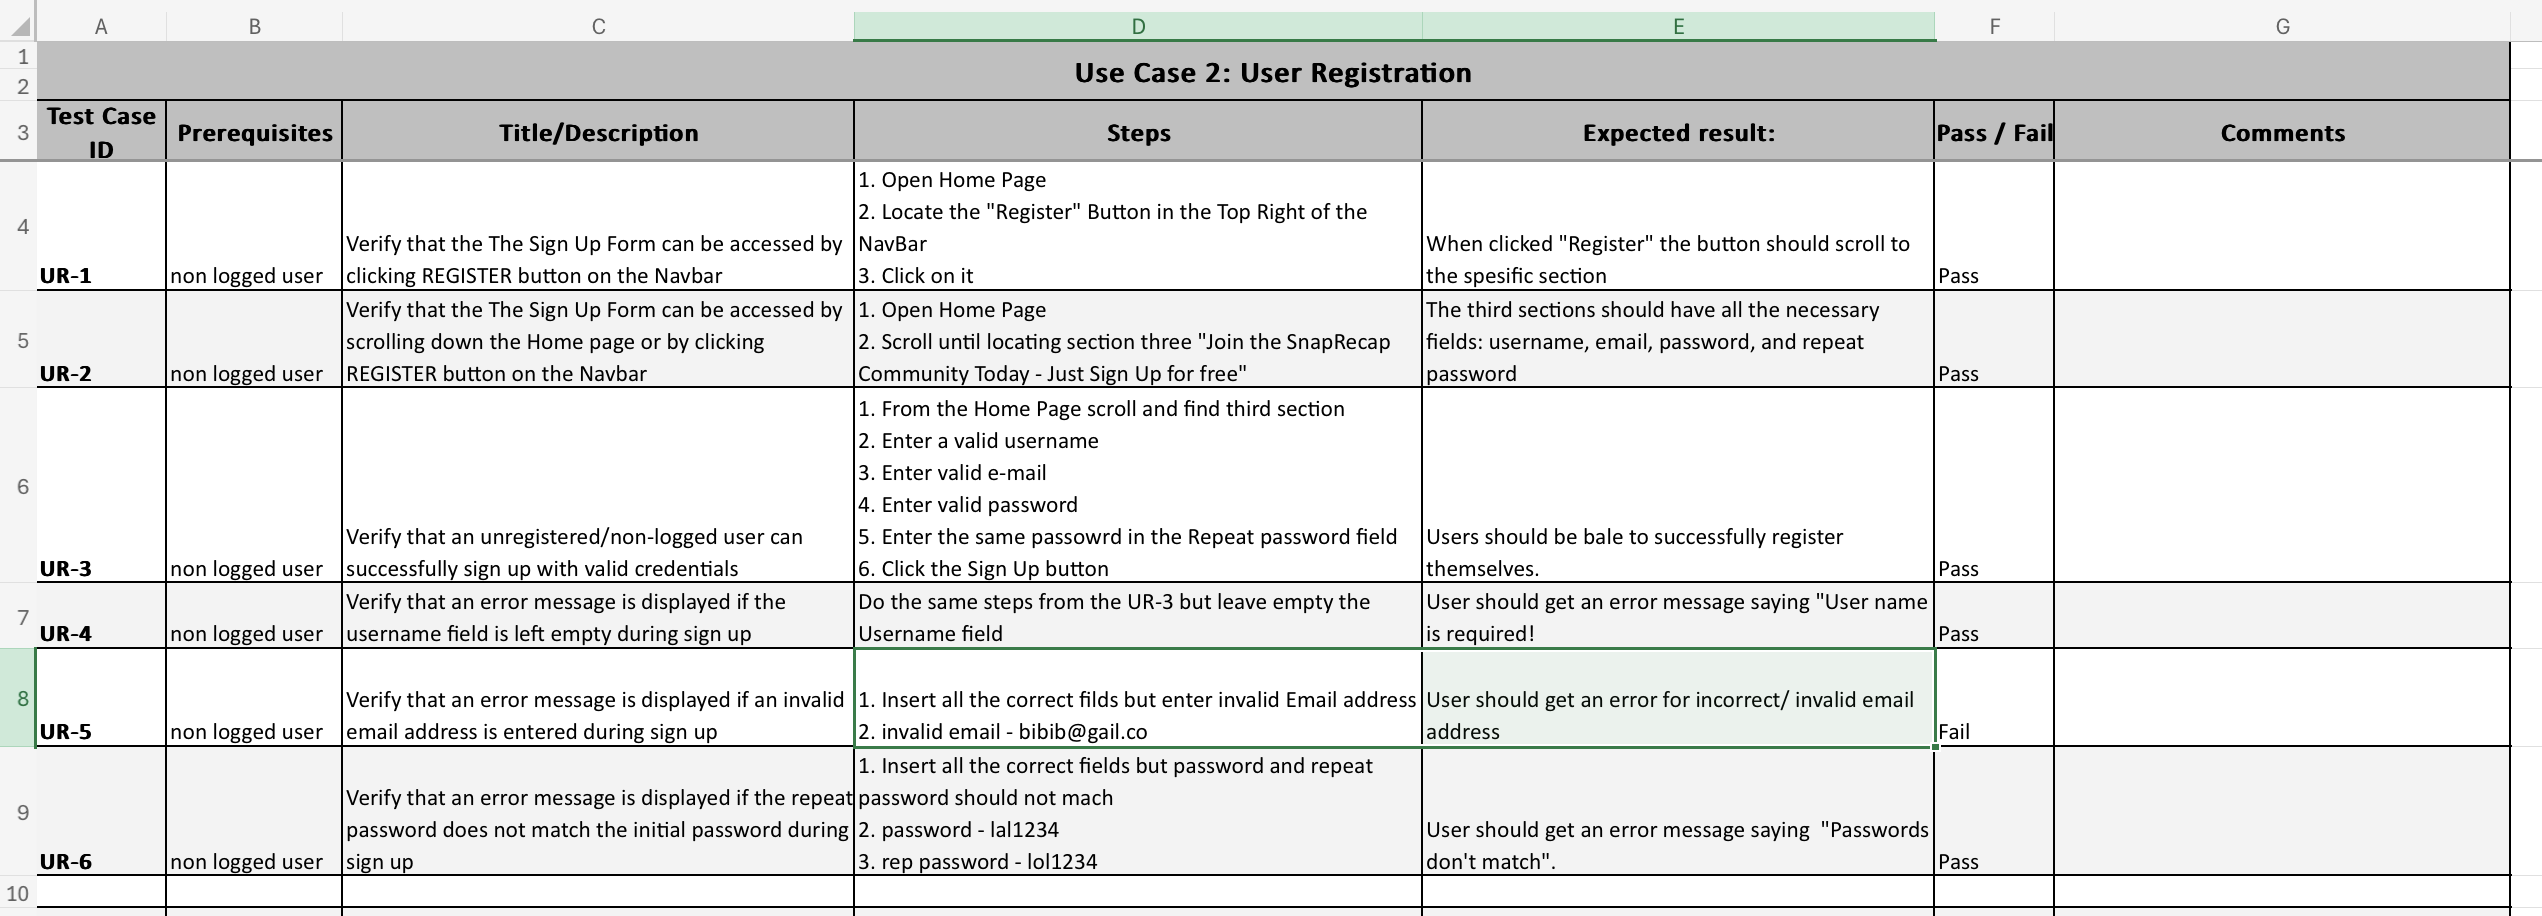 A B C D E F G
1
2
Use Case 2: User Registration
3
Test Case
ID
Prerequisites
Title/Description
Steps
Expected result:
Pass / Fail
Comments
4
UR-1
non logged user
Verify that the The Sign Up Form can be accessed by
clicking REGISTER button on the Navbar
1. Open Home Page
2. Locate the "Register" Button in the Top Right of the
NavBar
3. Click on it
When clicked "Register" the button should scroll to
the spesific section
Pass
5
UR-2
non logged user
Verify that the The Sign Up Form can be accessed by
scrolling down the Home page or by clicking
REGISTER button on the Navbar
1. Open Home Page
2. Scroll until locating section three "Join the SnapRecap
Community Today - Just Sign Up for free"
The third sections should have all the necessary
fields: username, email, password, and repeat
password
Pass
6
UR-3
non logged user
Verify that an unregistered/non-logged user can
successfully sign up with valid credentials
1. From the Home Page scroll and find third section
2. Enter a valid username
3. Enter valid e-mail
4. Enter valid password
5. Enter the same passowrd in the Repeat password field
6. Click the Sign Up button
Users should be bale to successfully register
themselves.
Pass
7
UR-4
non logged user
Verify that an error message is displayed if the
username field is left empty during sign up
Do the same steps from the UR-3 but leave empty the
Username field
User should get an error message saying "User name
is required!
Pass
8
UR-5
non logged user
Verify that an error message is displayed if an invalid
email address is entered during sign up
1. Insert all the correct filds but enter invalid Email address
2. invalid email - bibib@gail.co
User should get an error for incorrect/ invalid email
address
Fail
9
UR-6
non logged user
Verify that an error message is displayed if the repeat
password does not match the initial password during
sign up
1. Insert all the correct fields but password and repeat
password should not mach
2. password - lal1234
3. rep password - lol1234
User should get an error message saying  "Passwords
don't match".
Pass
10